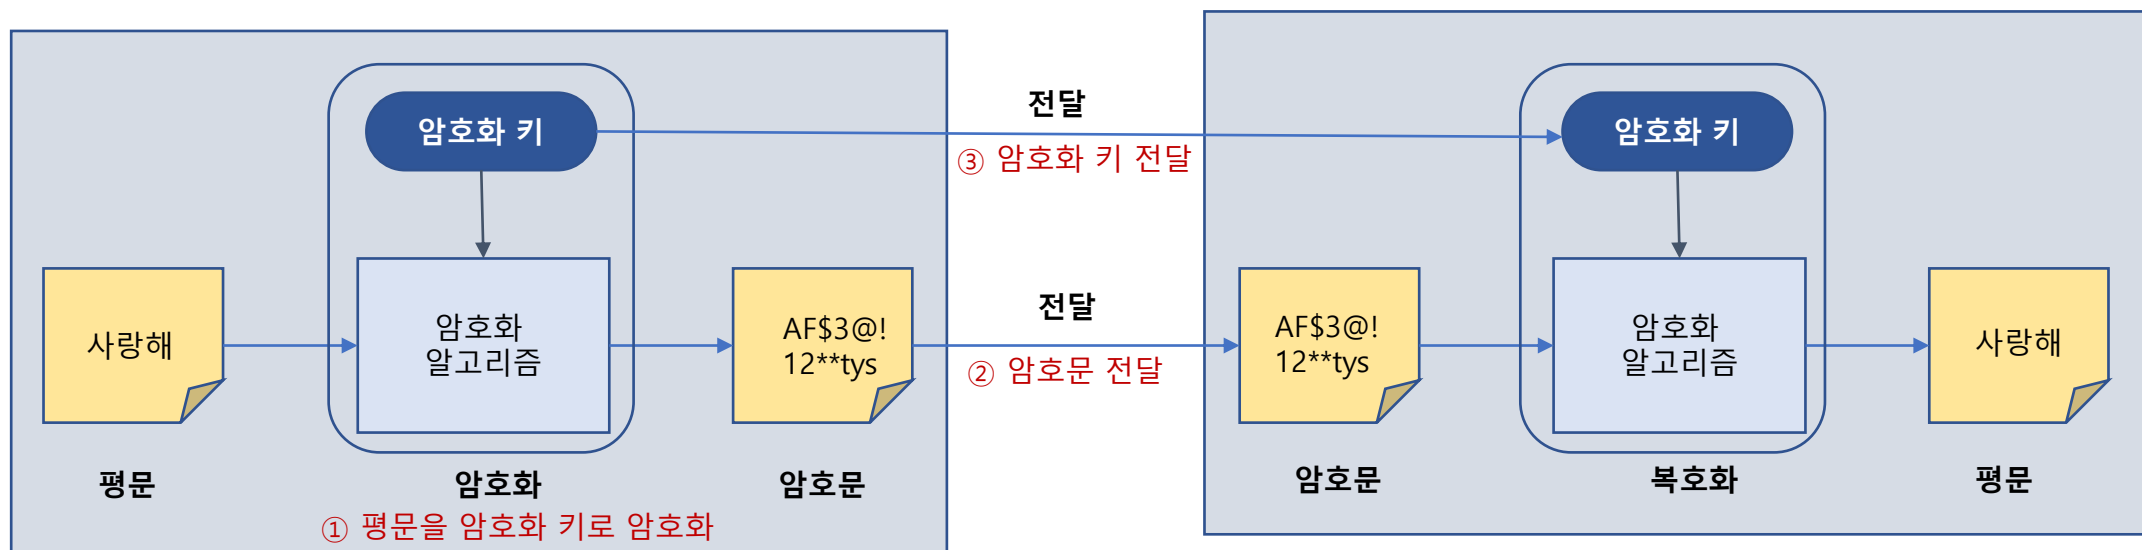 암호화 키
전달
③ 암호화 키 전달
암호화 키
사랑해
암호화
알고리즘
AF$3@!
12**tys
전달
② 암호문 전달
AF$3@!
12**tys
암호화
알고리즘
사랑해
평문
암호화
암호문
① 평문을 암호화 키로 암호화
암호문
복호화
평문